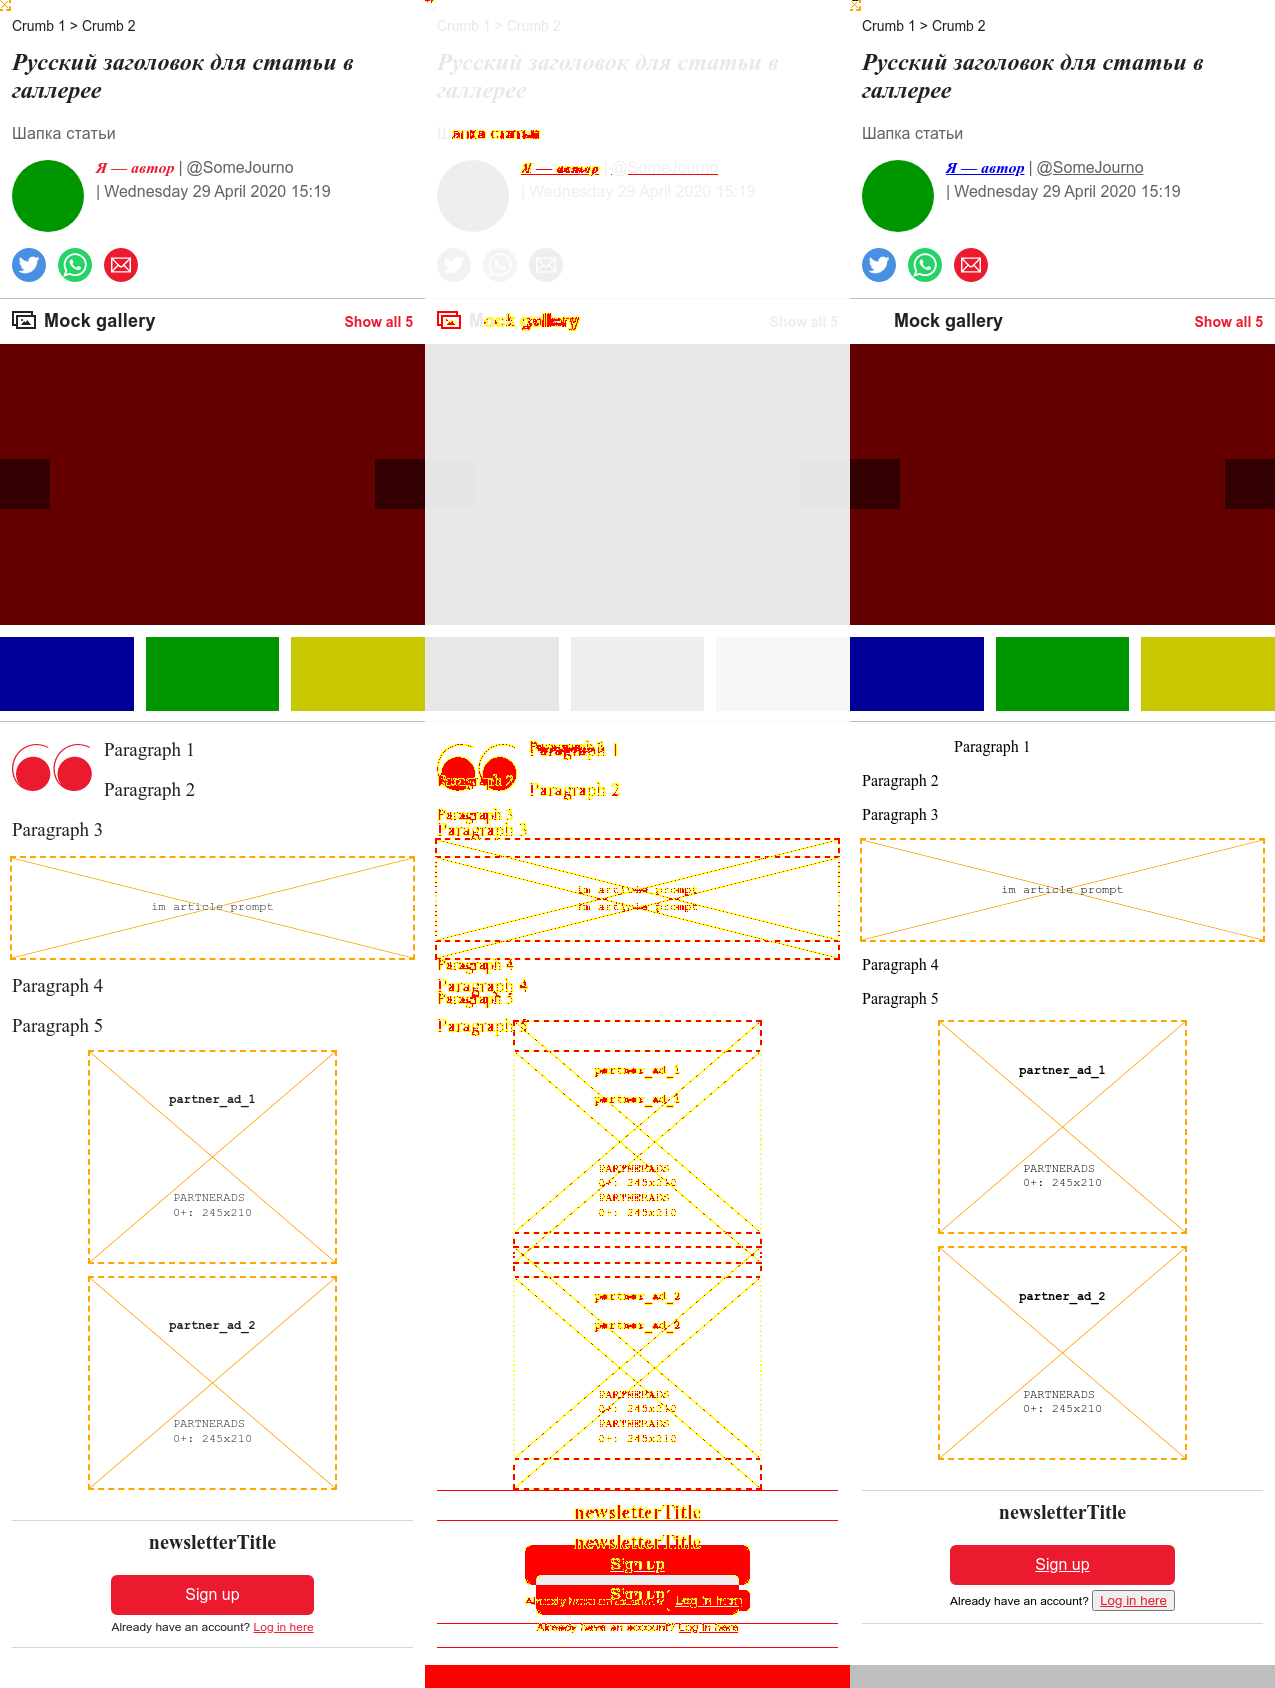 Crumb 1 > Crumb 2
Русский заголовок для статьи в
галлерее
Шапка статьи
Я — автор | @SomeJourno
| Wednesday 29 April 2020 15:19
Mock gallery
Show all 5
Paragraph 1
Paragraph 2
Paragraph 3
im article prompt
Paragraph 4
Paragraph 5
partner_ad_1
PARTNERADS
0+: 245x210
partner_ad_2
PARTNERADS
0+: 245x210
newsletterTitle
Sign up
Already have an account? Log in here
Crumb 1 > Crumb 2
Русский заголовок для статьи в
галлерее
Шапка статьи
Я — автор | @SomeJourno
| Wednesday 29 April 2020 15:19
Mock gallery
Show all 5
Paragraph 1
Paragraph 2
Paragraph 2
Paragraph 3
Paragraph 3
im article prompt
im article prompt
Paragraph 4
Paragraph 4
Paragraph 5
Paragraph 5
partner_ad_1
partner_ad_1
PARTNERADS
0+: 245x210
PARTNERADS
0+: 245x210
partner_ad_2
partner_ad_2
PARTNERADS
0+: 245x210
PARTNERADS
0+: 245x210
newsletterTitle
newsletterTitle
Sign up
Sign up
Already have an account? Log in here
Already have an account? Log in here
Crumb 1 > Crumb 2
Русский заголовок для статьи в
галлерее
Шапка статьи
Я — автор | @SomeJourno
| Wednesday 29 April 2020 15:19
Mock gallery
Show all 5
Paragraph 1
Paragraph 2
Paragraph 3
im article prompt
Paragraph 4
Paragraph 5
partner_ad_1
PARTNERADS
0+: 245x210
partner_ad_2
PARTNERADS
0+: 245x210
newsletterTitle
Sign up
Already have an account? Log in here